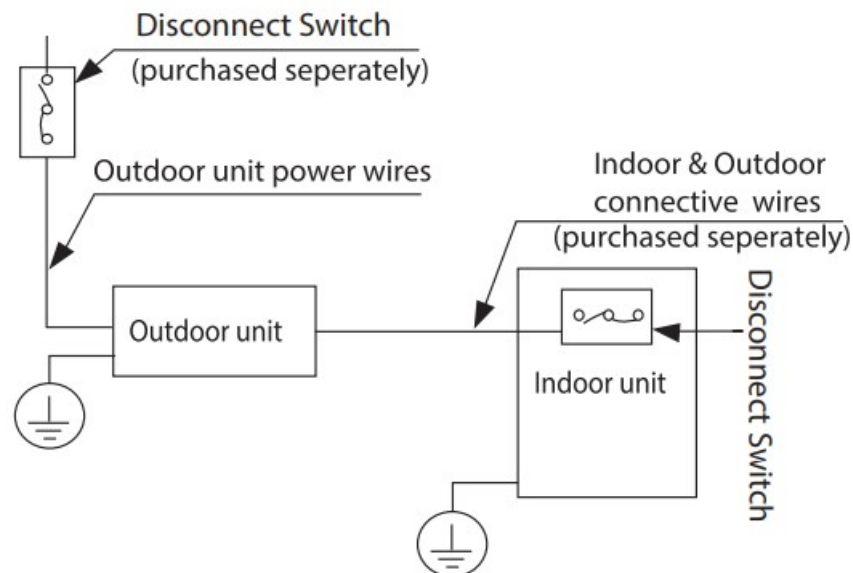 Disconnect Switch
(purchased seperately)
Outdoor unit power wires
Indoor & Outdoor
connective wires
(purchased seperately)
Outdoor unit
Indoor unit
Disconnect Switch